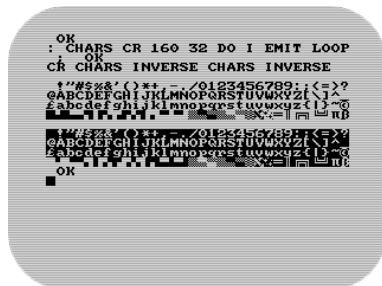 OK
: CHARS CR 160 32 DO I EMIT LOOP
; OK
CR CHARS INVERSE CHARS INVERSE
!"#$%&'()*+,-./0123456789:;<=>?
@ABCDEFGHIJKLMNOPQRSTUVWXYZ[\]^
£abcdefghijklmnopqrstuvwxyz{|}~©
π
!"#$%&'()*+,-./0123456789:;<=>?
@ABCDEFGHIJKLMNOPQRSTUVWXYZ[\]^
£abcdefghijklmnopqrstuvwxyz{|}~©
π
OK